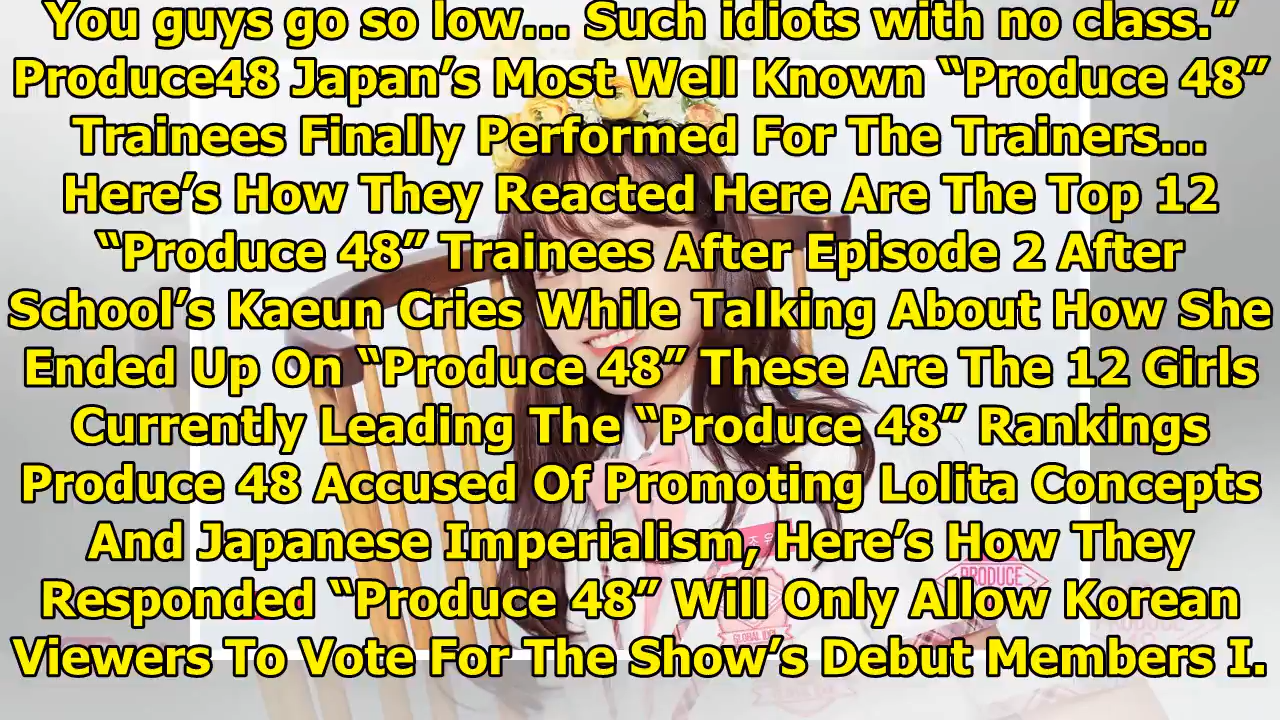 You guys go so low... Such idiots with no class.”
Produce48 Japan’s Most Well Known “Produce 48”
Trainees Finally Performed For The Trainers...
Here’s How They Reacted Here Are The Top 12
“Produce 48” Trainees After Episode 2 After
School’s Kaeun Cries While Talking About How She
Ended Up On “Produce 48” These Are The 12 Girls
Currently Leading The “Produce 48” Rankings
Produce 48 Accused Of Promoting Lolita Concepts
And Japanese Imperialism, Here’s How They
Responded “Produce 48” Will Only Allow Korean
Viewers To Vote For The Show’s Debut Members I.
PRODUCE
GLOBAL IDOL